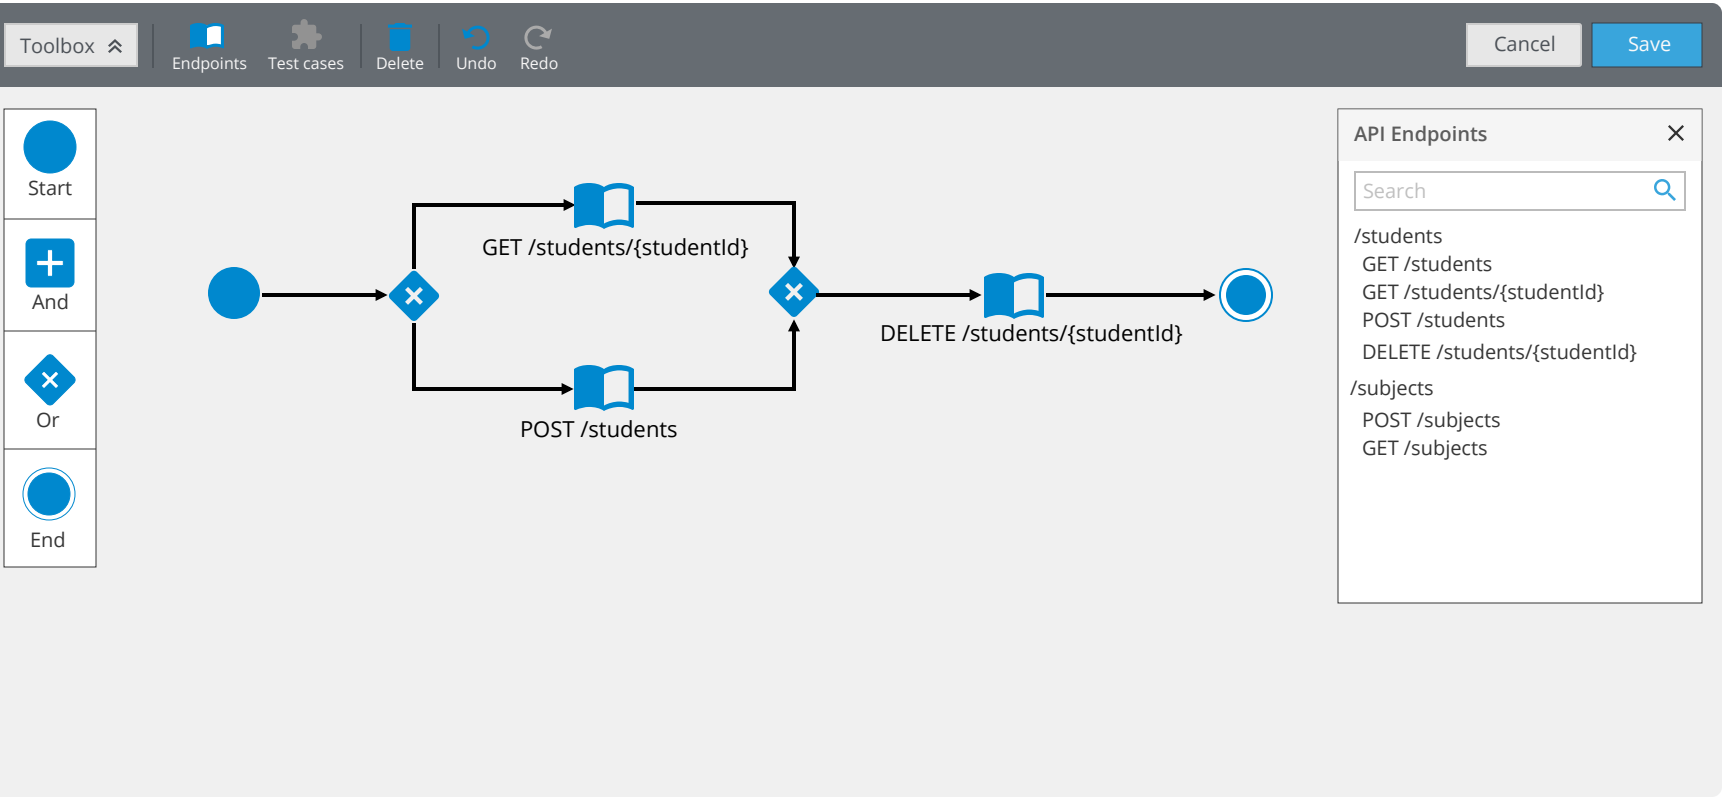 Toolbox
Endpoints
Test cases
Delete
Undo
Redo
Cancel
Save
Start
And
Or
End
GET /students/{studentId}
POST /students
DELETE /students/{studentId}
API Endpoints
Search
/students
GET /students
GET /students/{studentId}
POST /students
DELETE /students/{studentId}
/subjects
POST /subjects
GET /subjects